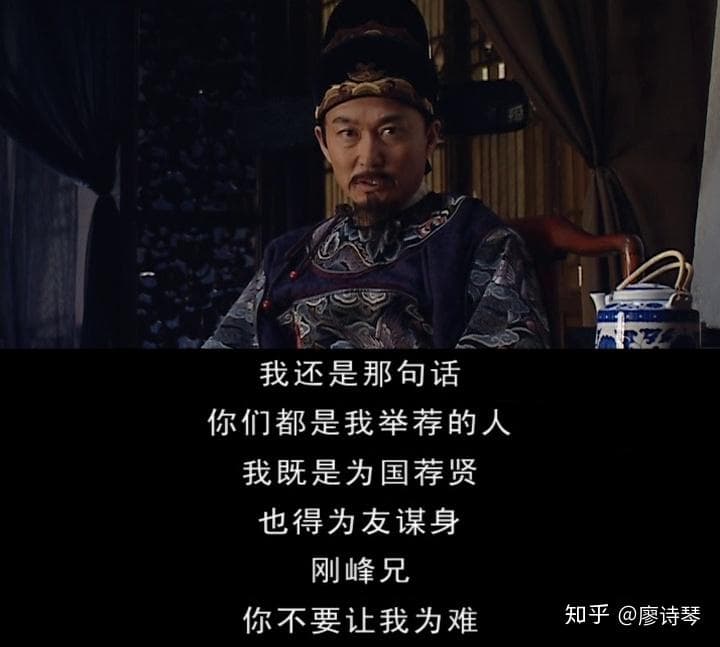 我还是那句话
你们都是我举荐的人
我既是为国荐贤
也得为友谋身
刚峰兄
你不要让我为难
知乎 @廖诗琴